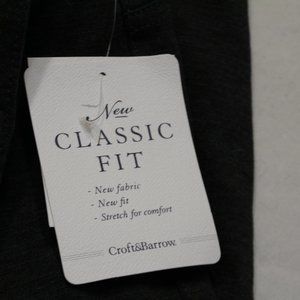 New
CLASSIC
FIT
- New fabric
- New fit
- Stretch for comfort
Croft&Barrow.